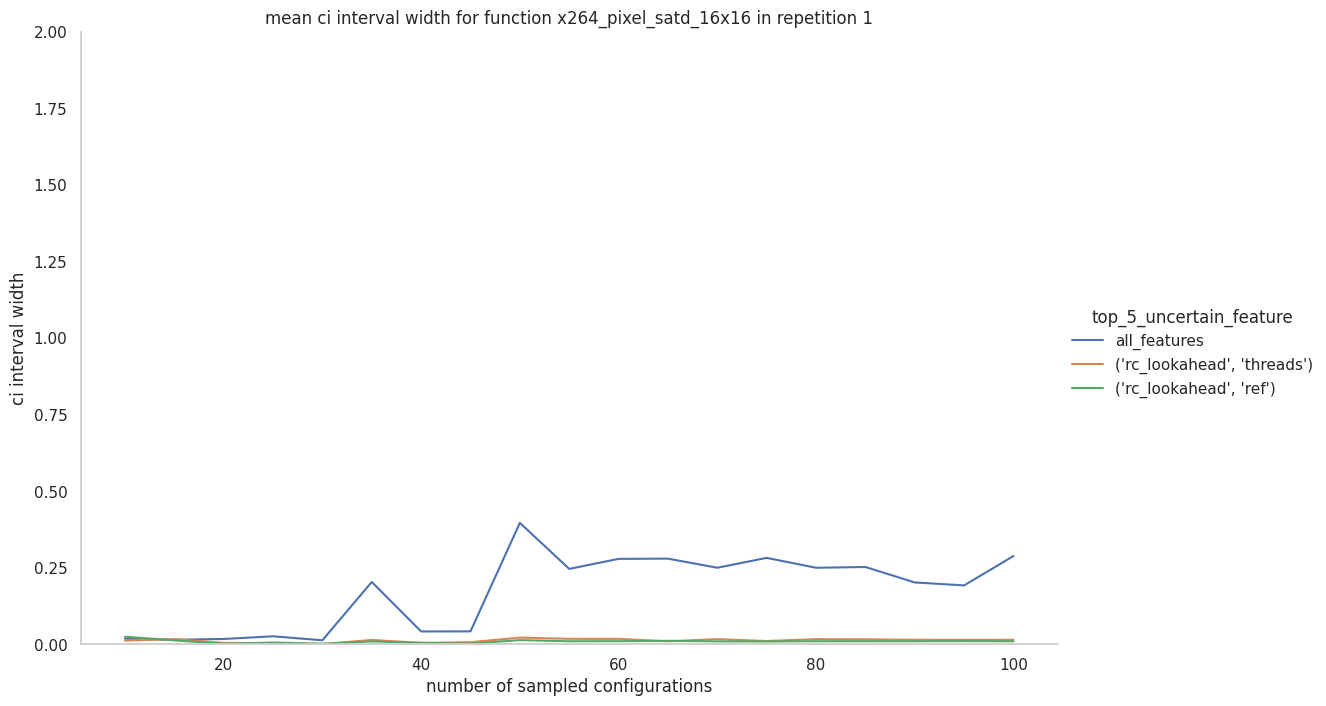 mean ci interval width for function x264_pixel_satd_16x16 in repetition 1
2.00
1.75
1.50
1.25
1.00
0.75
0.50
0.25
0.00
ci interval width
20
40
60
80
100
number of sampled configurations
top_5_uncertain_feature
all_features
('rc_lookahead', 'threads')
('rc_lookahead', 'ref')